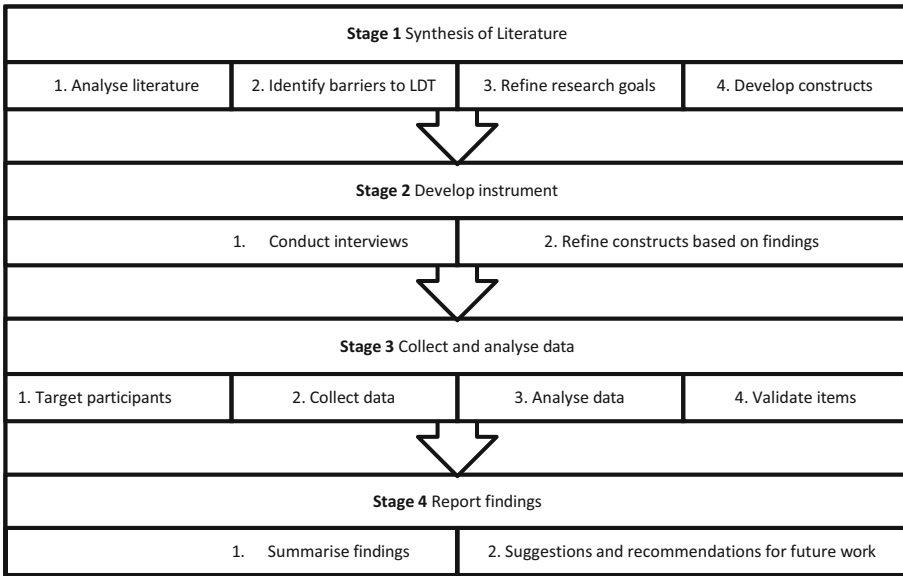 Stage 1 Synthesis of Literature
1. Analyse literature
2. Identify barriers to LDT
3. Refine research goals
4. Develop constructs
Stage 2 Develop instrument
1. Conduct interviews
2. Refine constructs based on findings
Stage 3 Collect and analyse data
1. Target participants
2. Collect data
3. Analyse data
4. Validate items
Stage 4 Report findings
1. Summarise findings
2. Suggestions and recommendations for future work